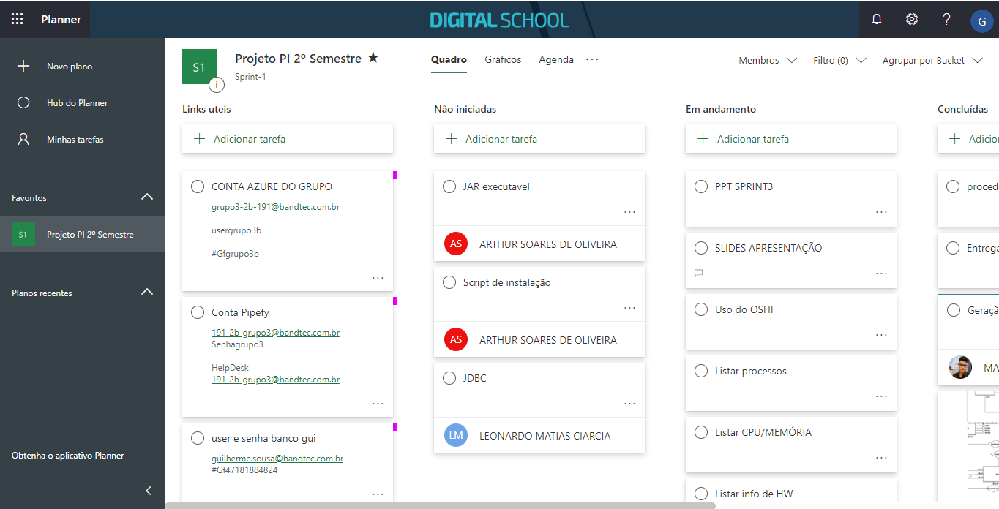 Planner
DIGITAL SCHOOL
?
G
Novo plano
Hub do Planner
Minhas tarefas
Favoritos
S1
Projeto PI 2º Semestre
Planos recentes
Obtenha o aplicativo Planner
S1
i
Projeto PI 2º Semestre
Sprint-1
Quadro
Gráficos
Agenda
...
Membros
Filtro (0)
Agrupar por Bucket
Links uteis
Adicionar tarefa
CONTA AZURE DO GRUPO
grupo3-2b-191@bandtec.com.br
usergrupo3b
#Gfgrupo3b
...
Conta Pipefy
191-2b-grupo3@bandtec.com.br
Senhagrupo3
HelpDesk
191-2b-grupo3@bandtec.com.br
...
user e senha banco gui
guilherme.sousa@bandtec.com.br
#Gf47181884824
...
Não iniciadas
Adicionar tarefa
JAR executavel
...
AS ARTHUR SOARES DE OLIVEIRA
Script de instalação
...
AS ARTHUR SOARES DE OLIVEIRA
JDBC
...
LM LEONARDO MATIAS CIARCIA
Em andamento
Adicionar tarefa
PPT SPRINT3
...
SLIDES APRESENTAÇÃO
...
Uso do OSHI
...
Listar processos
...
Listar CPU/MEMÓRIA
...
Listar info de HW
Concluídas
Adicio
proced
Entrega
Geraçã
MA